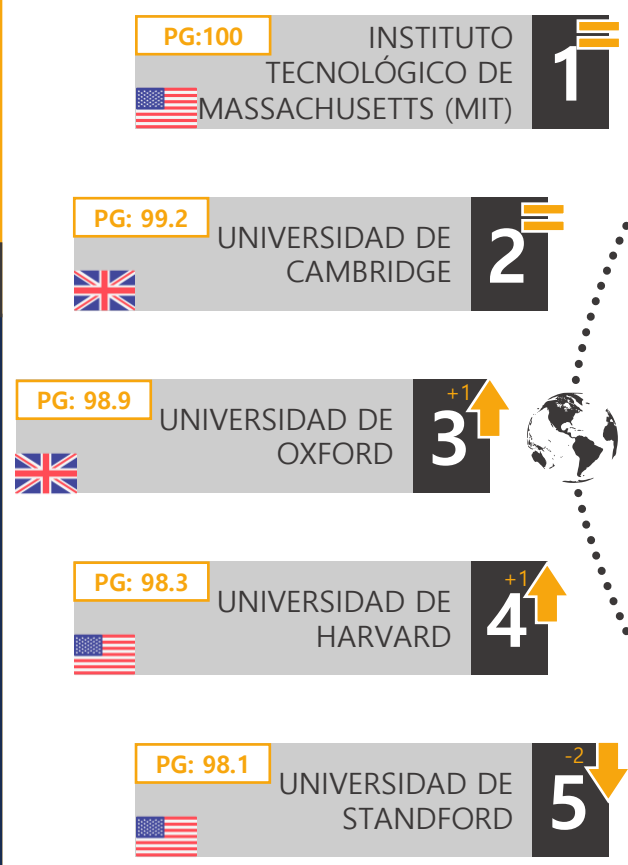 PG:100
INSTITUTO
TECNOLÓGICO DE
MASSACHUSETTS (MIT)
1
PG: 99.2
UNIVERSIDAD DE
CAMBRIDGE
2
PG: 98.9
UNIVERSIDAD DE
OXFORD
+1
3
PG: 98.3
UNIVERSIDAD DE
HARVARD
+1
4
PG: 98.1
UNIVERSIDAD DE
STANDFORD
-2
5